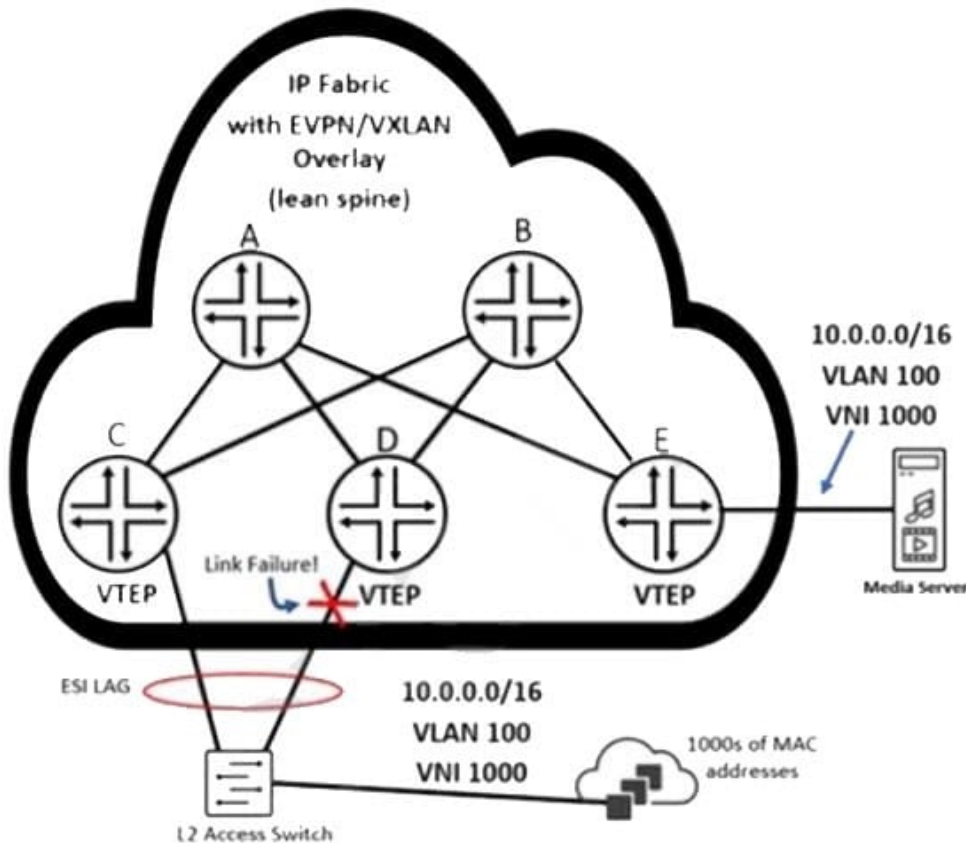 IP Fabric
with EVPN/VXLAN
Overlay
(lean spine)
A
B
10.0.0.0/16
VLAN 100
VNI 1000
C
D
E
Link Failure!
VTEP
VTEP
VTEP
Media Server
ESI LAG
10.0.0.0/16
VLAN 100
VNI 1000
1000s of MAC
addresses
L2 Access Switch